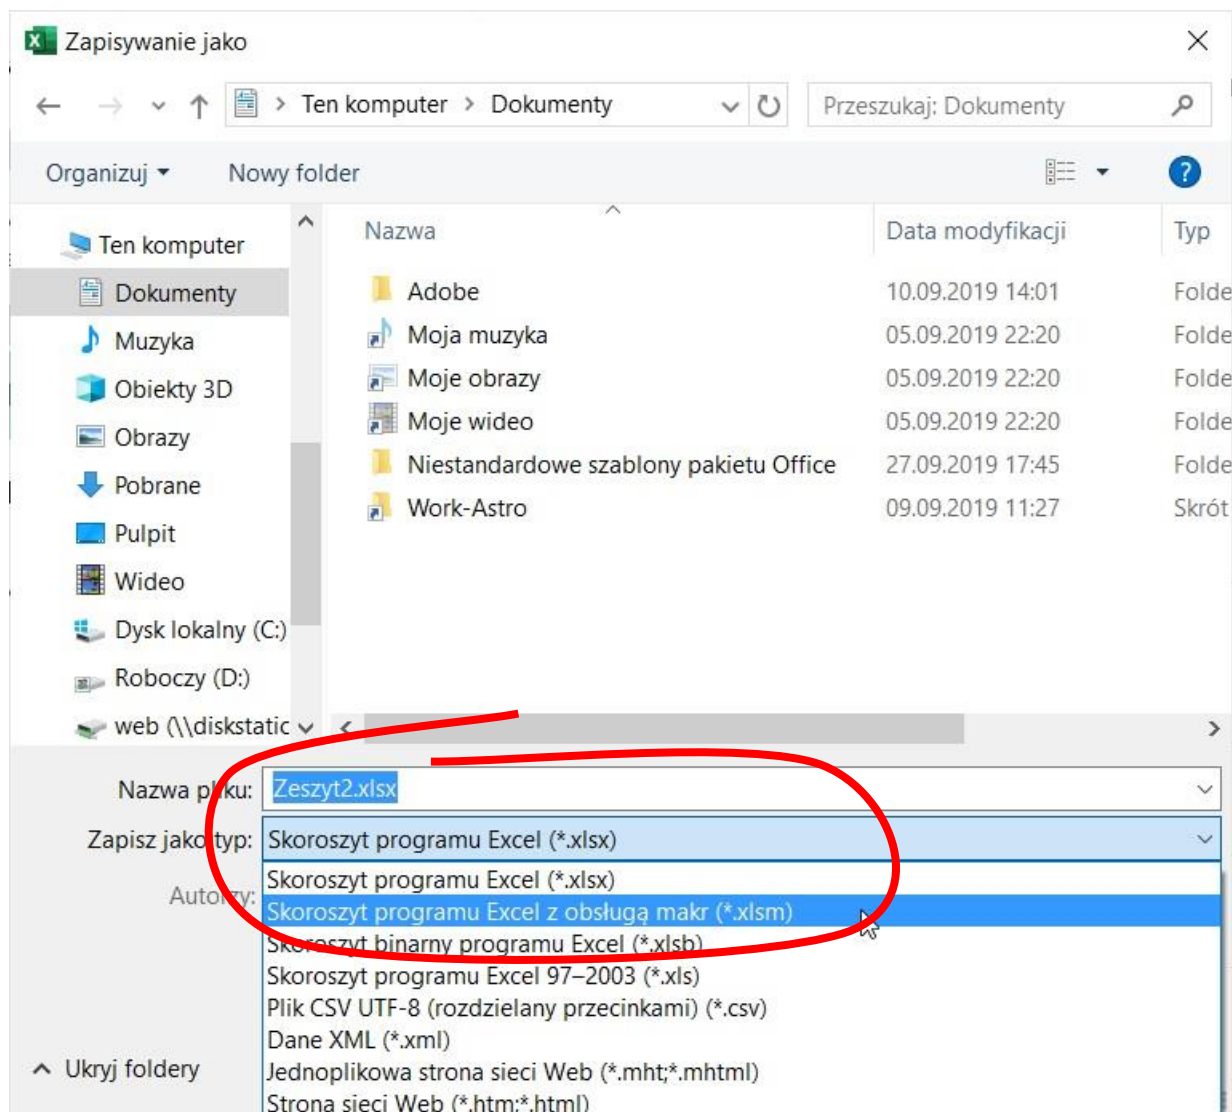 Zapisywanie jako
Ten komputer > Dokumenty
Przeszukaj: Dokumenty
Organizuj
Nowy folder
?
Nazwa
Data modyfikacji
Typ
Ten komputer
Dokumenty
Muzyka
Obiekty 3D
Obrazy
Pobrane
Pulpit
Wideo
Dysk lokalny (C:)
Roboczy (D:)
web (\\diskstatic
Adobe 10.09.2019 14:01 Folde
Moja muzyka 05.09.2019 22:20 Folde
Moje obrazy 05.09.2019 22:20 Folde
Moje wideo 05.09.2019 22:20 Folde
Niestandardowe szablony pakietu Office 27.09.2019 17:45 Folde
Work-Astro 09.09.2019 11:27 Skrót
Nazwa pliku: Zeszyt2.xlsx
Zapisz jako typ: Skoroszyt programu Excel (*.xlsx)
Autorzy:
Skoroszyt programu Excel (*.xlsx)
Skoroszyt programu Excel z obsługą makr (*.xlsm)
Skoroszyt binarny programu Excel (*.xlsb)
Skoroszyt programu Excel 97–2003 (*.xls)
Plik CSV UTF-8 (rozdzielany przecinkami) (*.csv)
Dane XML (*.xml)
Jednoplikowa strona sieci Web (*.mht;*.mhtml)
Strona sieci Web (*.htm;*.html)
Ukryj foldery